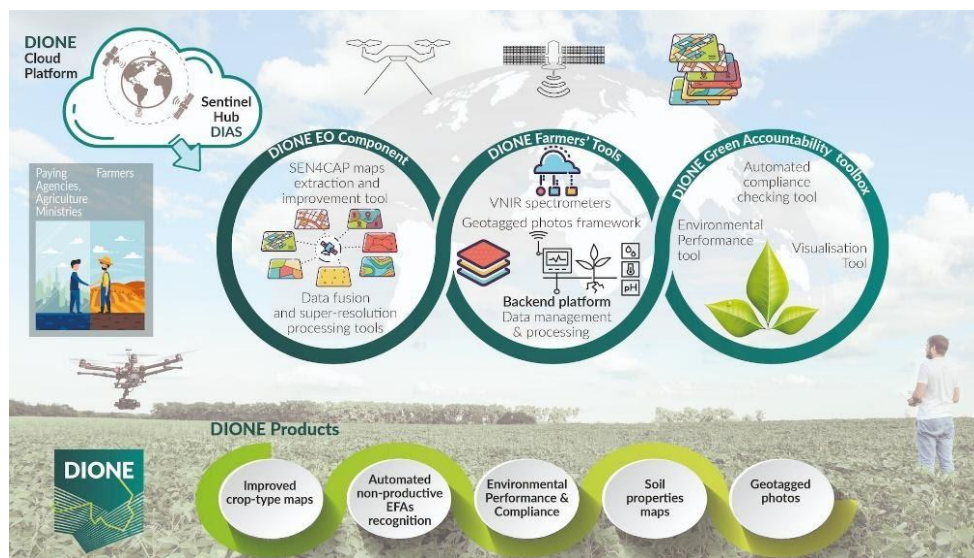 DIONE
Cloud
Platform
Sentinel
Hub
DIAS
Paying
Agencies,
Agriculture
Ministries
Farmers
DIONE EO Component
SEN4CAP maps
extraction and
improvement tool
Data fusion
and super-resolution
processing tools
DIONE Farmers' Tools
VNIR spectrometers
Geotagged photos framework
pH
Backend platform
Data management
& processing
DIONE Green Accountability toolbox
Automated
compliance
checking tool
Environmental
Performance
tool
Visualisation
Tool
DIONE Products
DIONE
Improved
crop-type maps
Automated
non-productive
EFAs
recognition
Environmental
Performance &
Compliance
Soil
properties
maps
Geotagged
photos